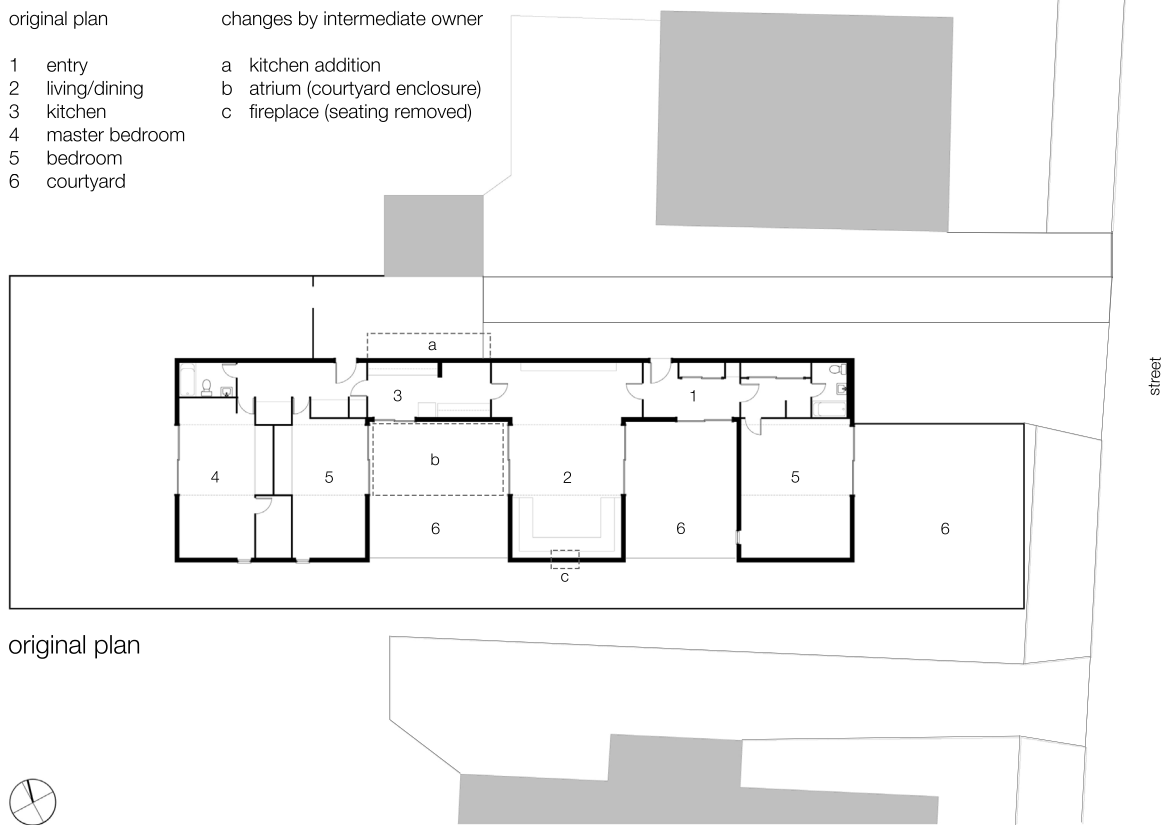 original plan
1 entry
2 living/dining
3 kitchen
4 master bedroom
5 bedroom
6 courtyard
changes by intermediate owner
a kitchen addition
b atrium (courtyard enclosure)
c fireplace (seating removed)
a
3
1
street
b
4
5
2
5
6
6
6
c
original plan